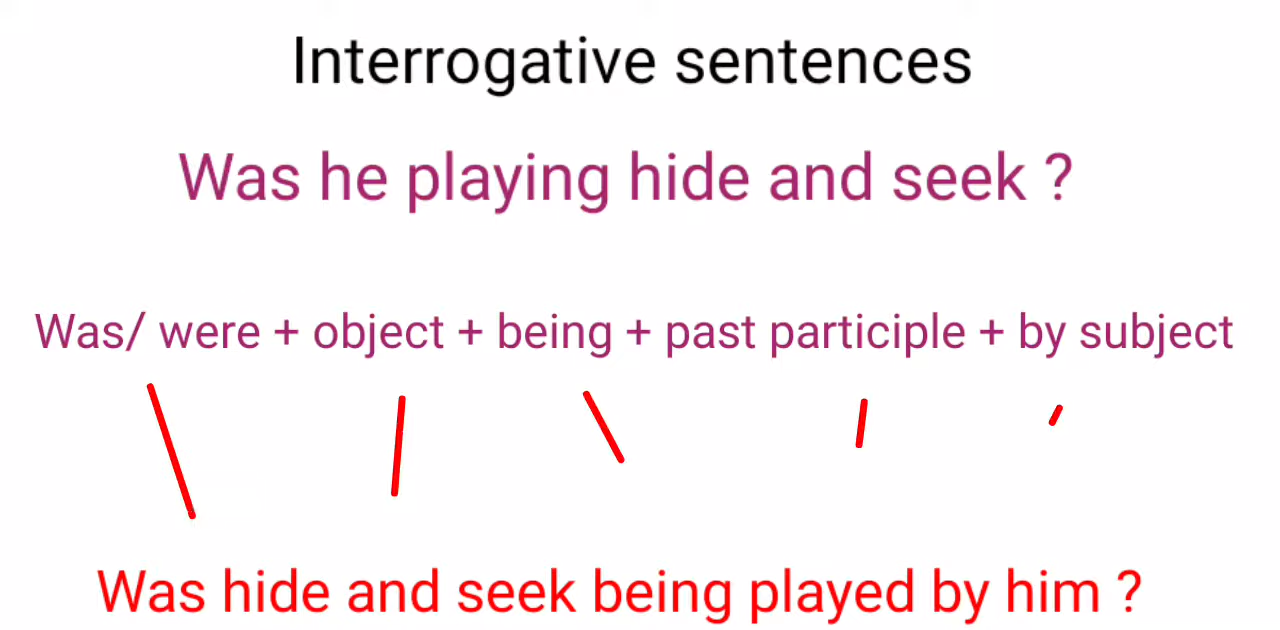 Interrogative sentences
Was he playing hide and seek ?
Was/ were + object + being + past participle + by subject
Was hide and seek being played by him ?